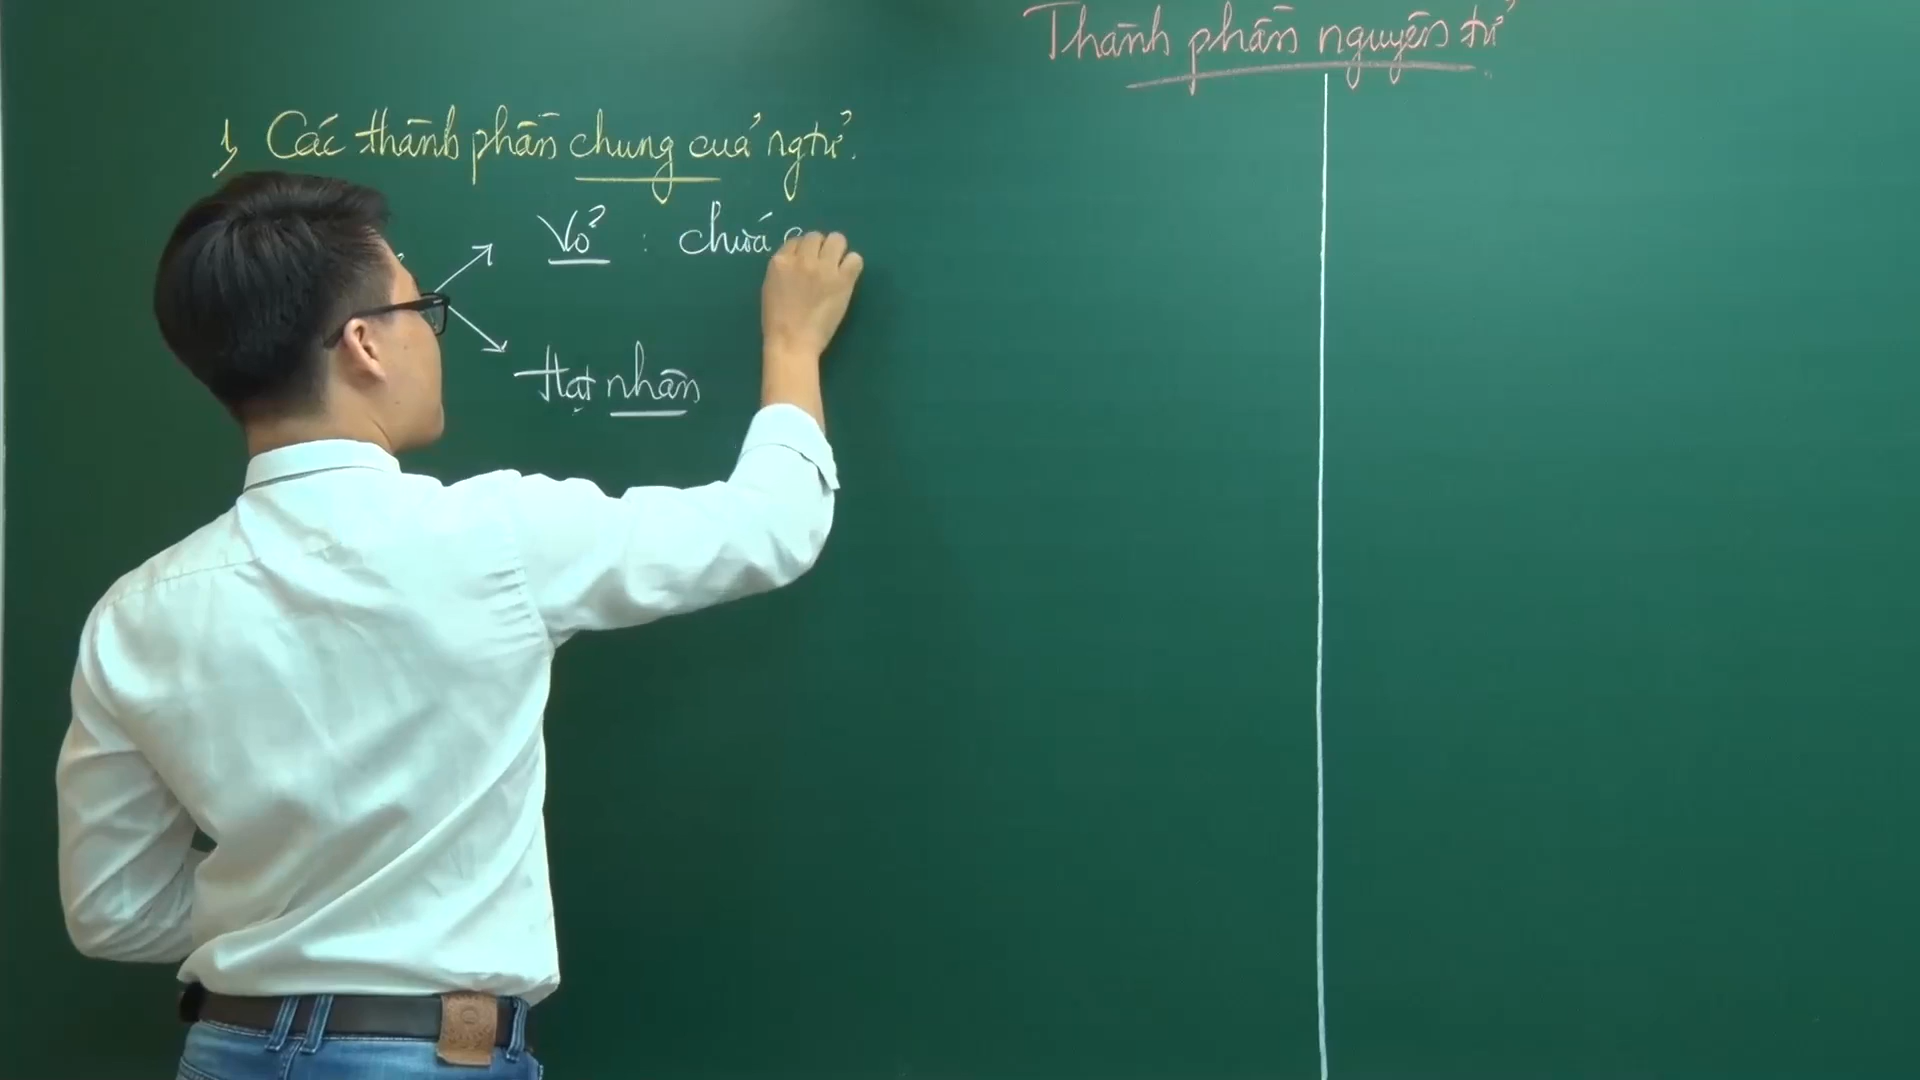 Thành phần nguyên tử
1, Các thành phần chung của ngtử.
Vỏ : chứa
Hạt nhân